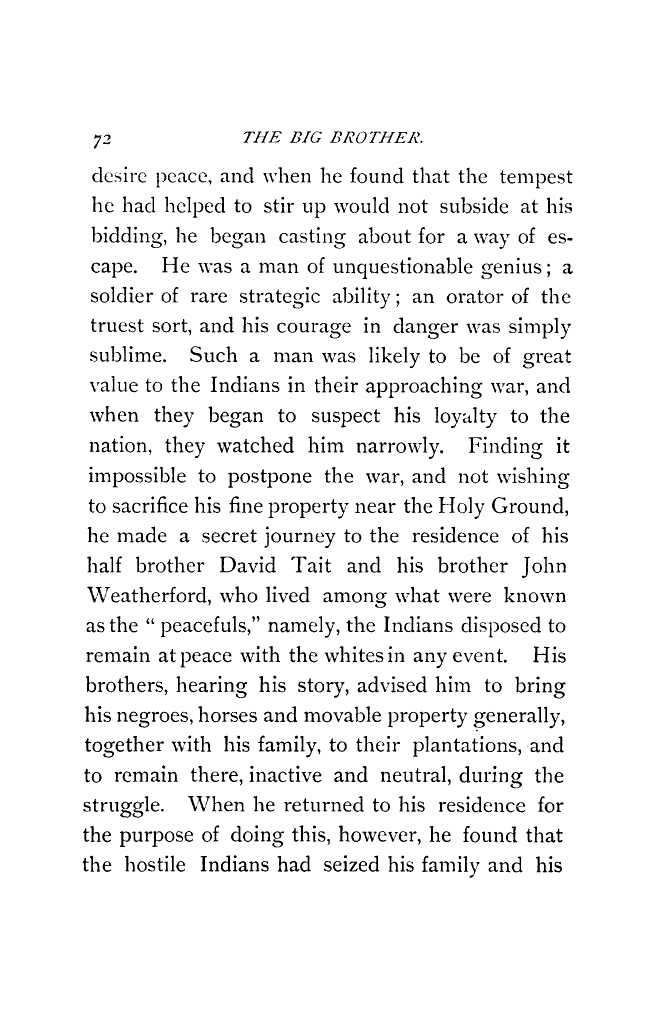 72 THE BIG BROTHER.
desire peace, and when he found that the tempest
he had helped to stir up would not subside at his
bidding, he began casting about for a way of es-
cape. He was a man of unquestionable genius; a
soldier of rare strategic ability; an orator of the
truest sort, and his courage in danger was simply
sublime. Such a man was likely to be of great
value to the Indians in their approaching war, and
when they began to suspect his loyalty to the
nation, they watched him narrowly. Finding it
impossible to postpone the war, and not wishing
to sacrifice his fine property near the Holy Ground,
he made a secret journey to the residence of his
half brother David Tait and his brother John
Weatherford, who lived among what were known
as the " peacefuls," namely, the Indians disposed to
remain at peace with the whites in any event. His
brothers, hearing his story, advised him to bring
his negroes, horses and movable property generally,
together with his family, to their plantations, and
to remain there, inactive and neutral, during the
struggle. When he returned to his residence for
the purpose of doing this, however, he found that
the hostile Indians had seized his family and his